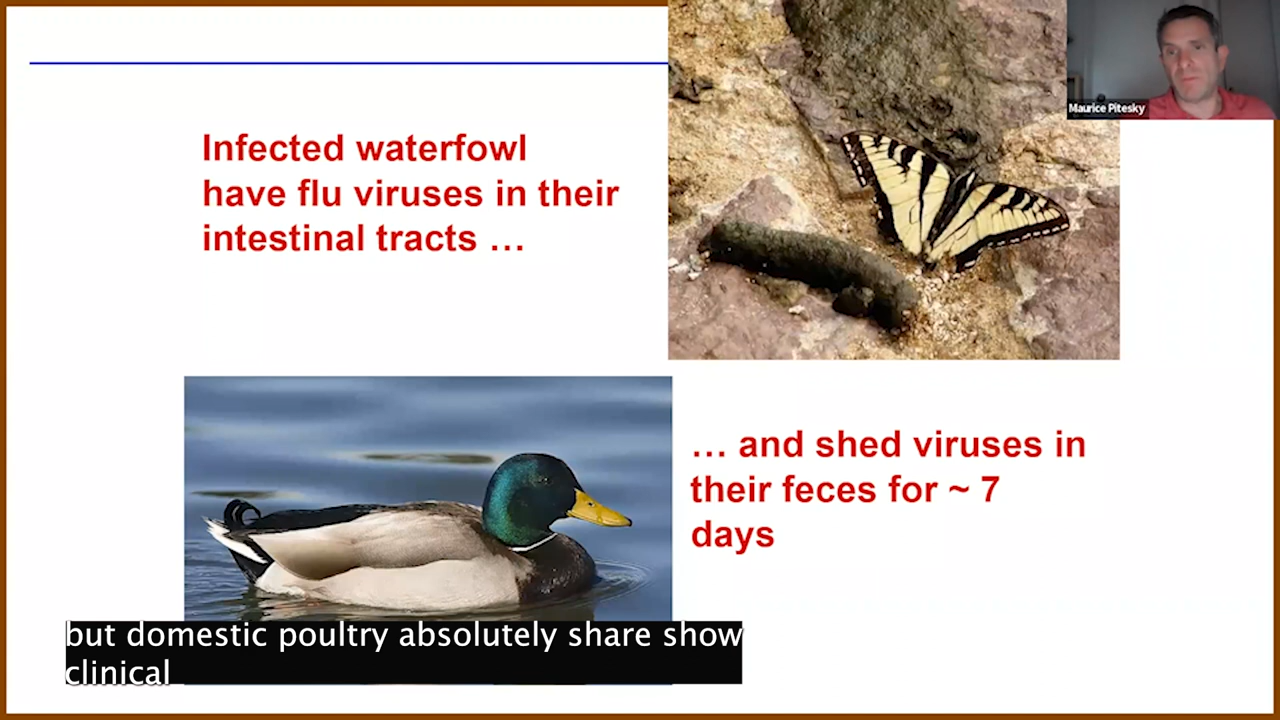 Infected waterfowl
have flu viruses in their
intestinal tracts …
Maurice Pitesky
… and shed viruses in
their feces for ~ 7
days
but domestic poultry absolutely share show
clinical